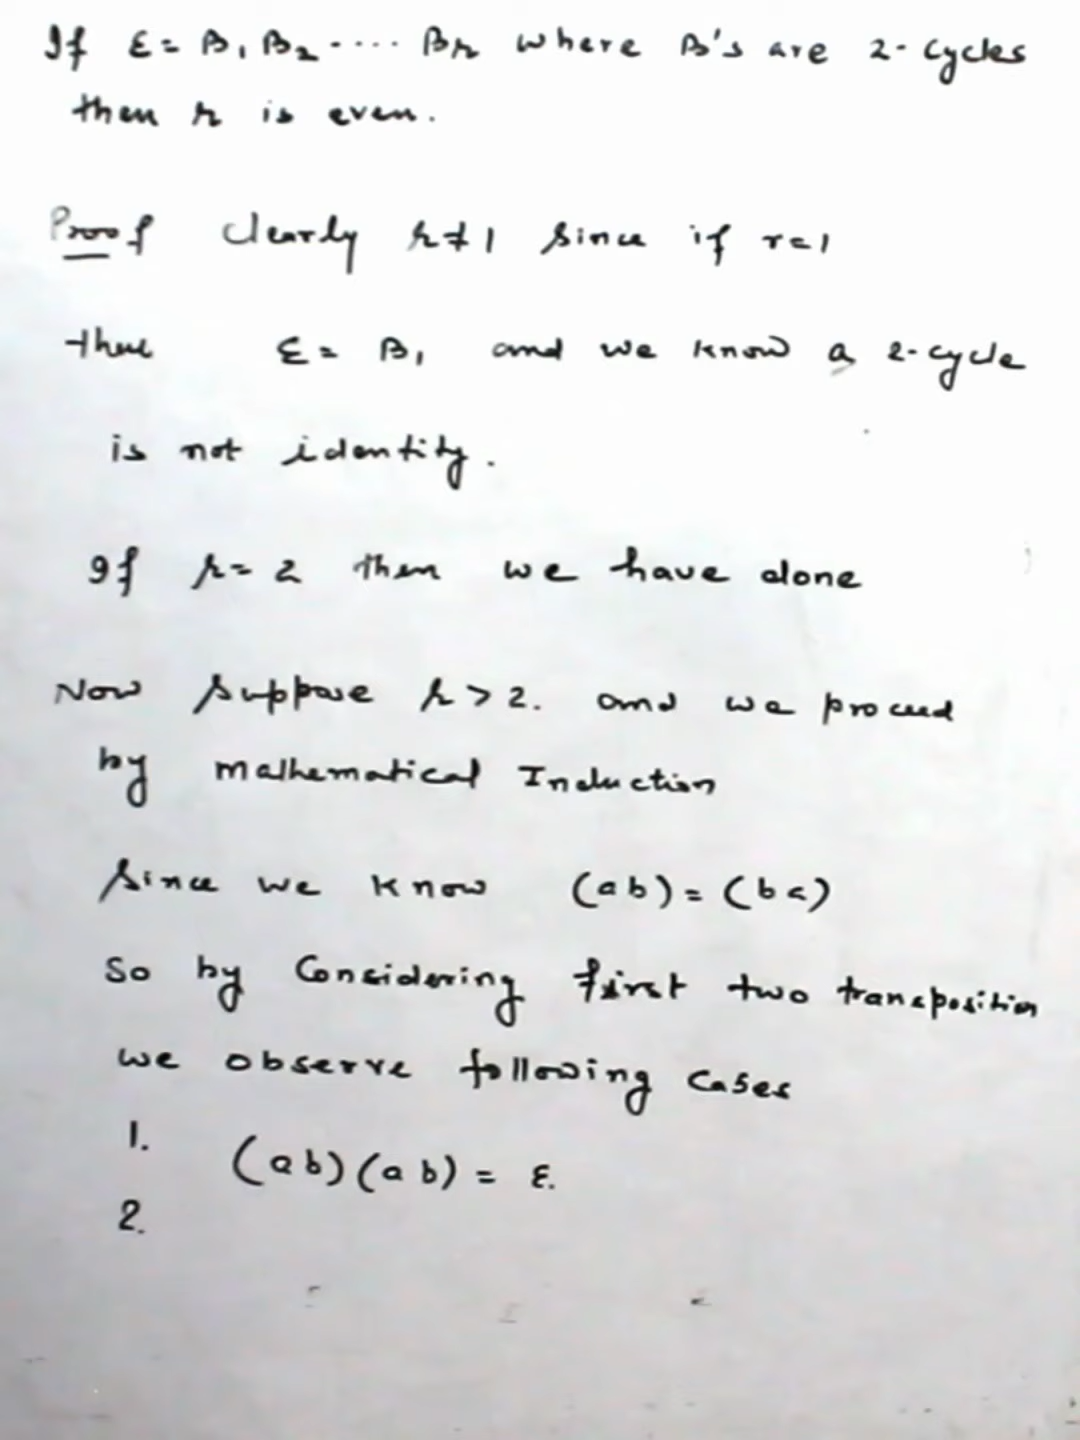 If ε = β₁ β₂ ---- βr where β's are 2-cycles
then r is even.
Proof clearly r ≠ 1 since if r=1
then ε = β₁ and we know a 2-cycle
is not identity.
If r = 2 then we have done
Now suppose r > 2. and we proceed
by mathematical Induction
Since we know (ab) = (ba)
So by Considering first two transposition
we observe following Cases
1. (ab)(ab) = ε.
2.